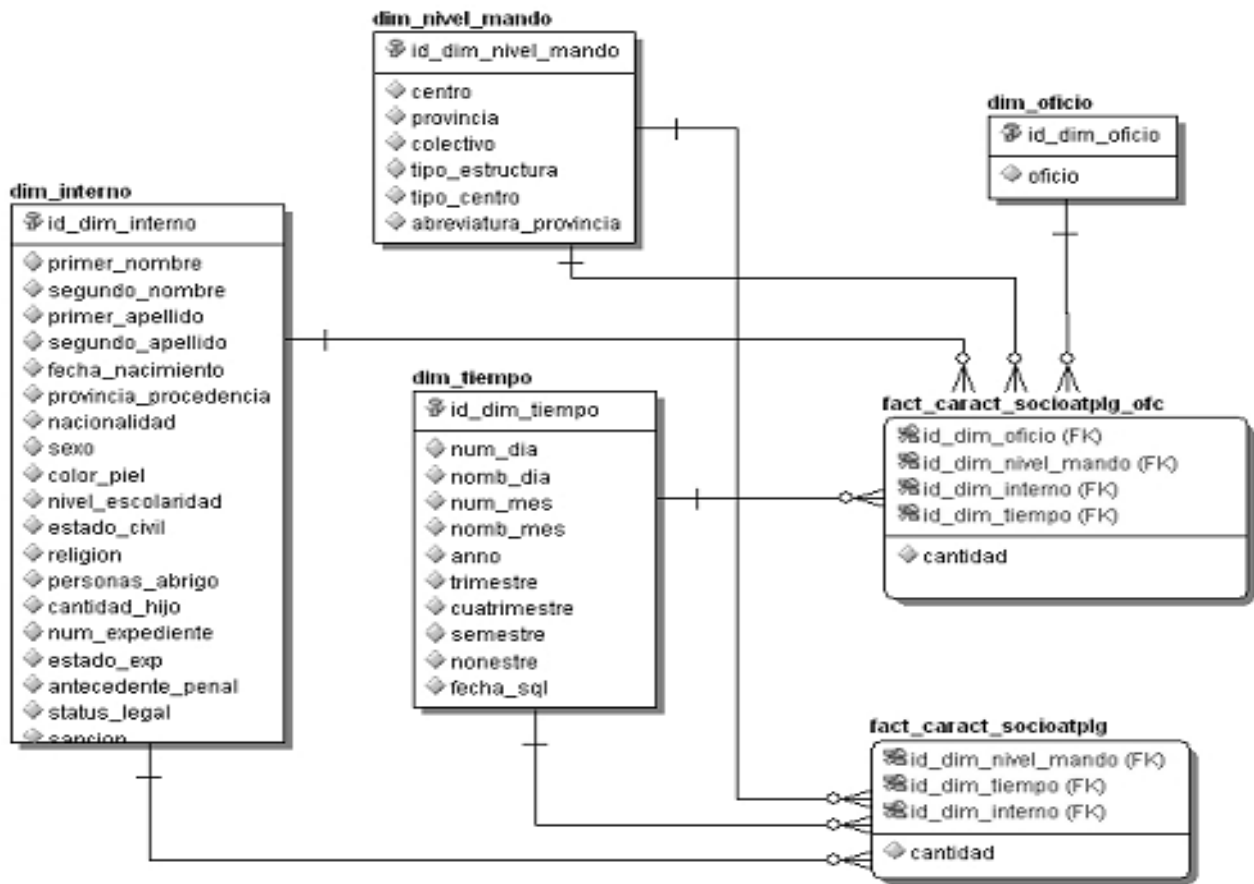 dim_nivel_mando
id_dim_nivel_mando
centro
provincia
colectivo
tipo_estructura
tipo_centro
abreviatura_provincia
dim_oficio
id_dim_oficio
oficio
dim_interno
id_dim_interno
primer_nombre
segundo_nombre
primer_apellido
segundo_apellido
fecha_nacimiento
provincia_procedencia
nacionalidad
sexo
color_piel
nivel_escolaridad
estado_civil
religion
personas_abrigo
cantidad_hijo
num_expediente
estado_exp
antecedente_penal
status_legal
sancion
dim_tiempo
id_dim_tiempo
num_dia
nomb_dia
num_mes
nomb_mes
anno
trimestre
cuatrimestre
semestre
nonestre
fecha_sql
fact_caract_socioatplg_ofc
id_dim_oficio (FK)
id_dim_nivel_mando (FK)
id_dim_interno (FK)
id_dim_tiempo (FK)
cantidad
fact_caract_socioatplg
id_dim_nivel_mando (FK)
id_dim_tiempo (FK)
id_dim_interno (FK)
cantidad